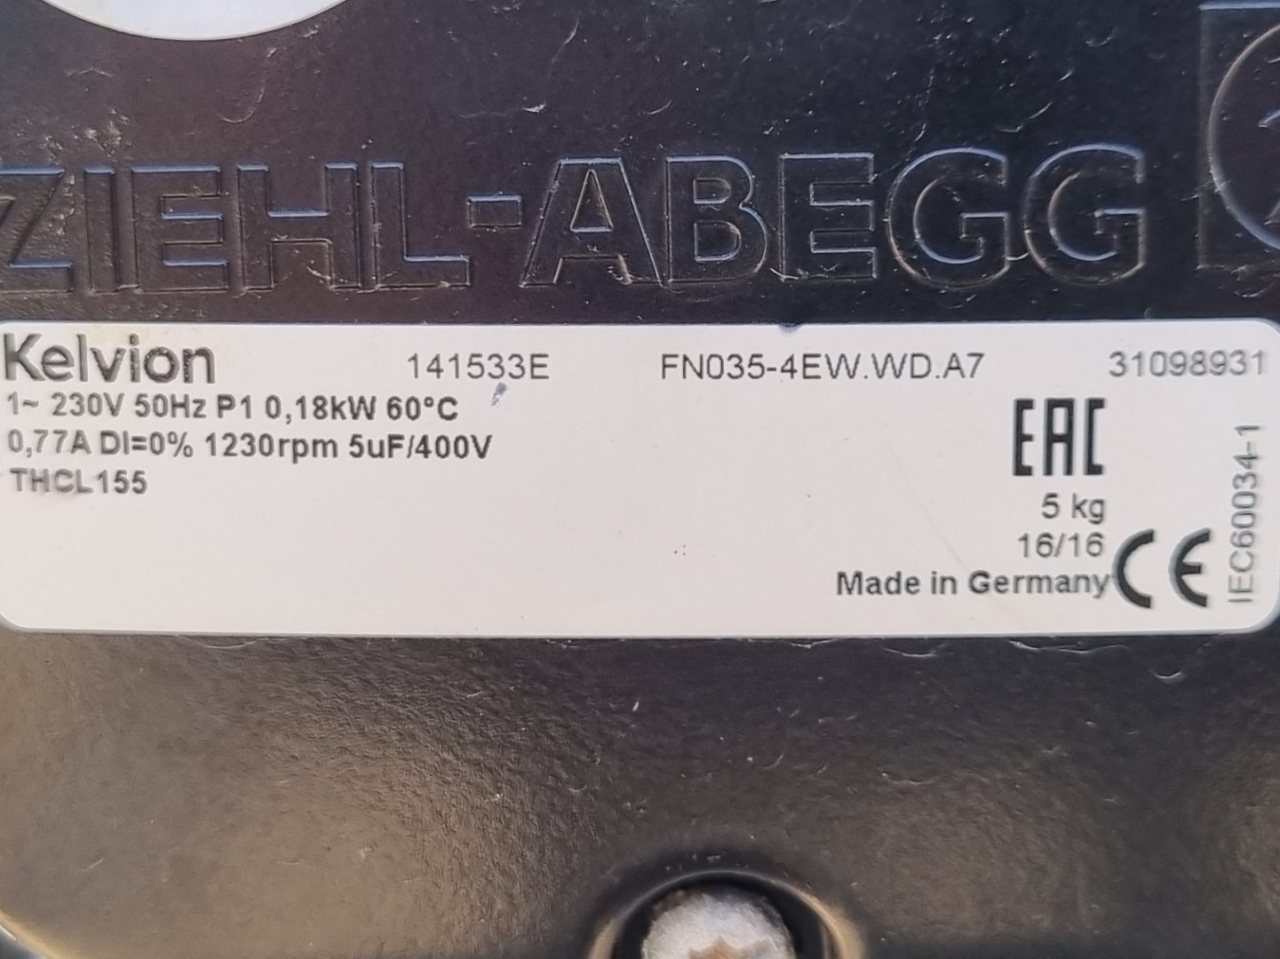 ZIEHL-ABEGG
Kelvion 141533E FN035-4EW.WD.A7 31098931
1~ 230V 50Hz P1 0,18kW 60°C
0,77A DI=0% 1230rpm 5uF/400V
THCL155
EAC
5 kg
16/16
Made in Germany CE
IEC60034-1